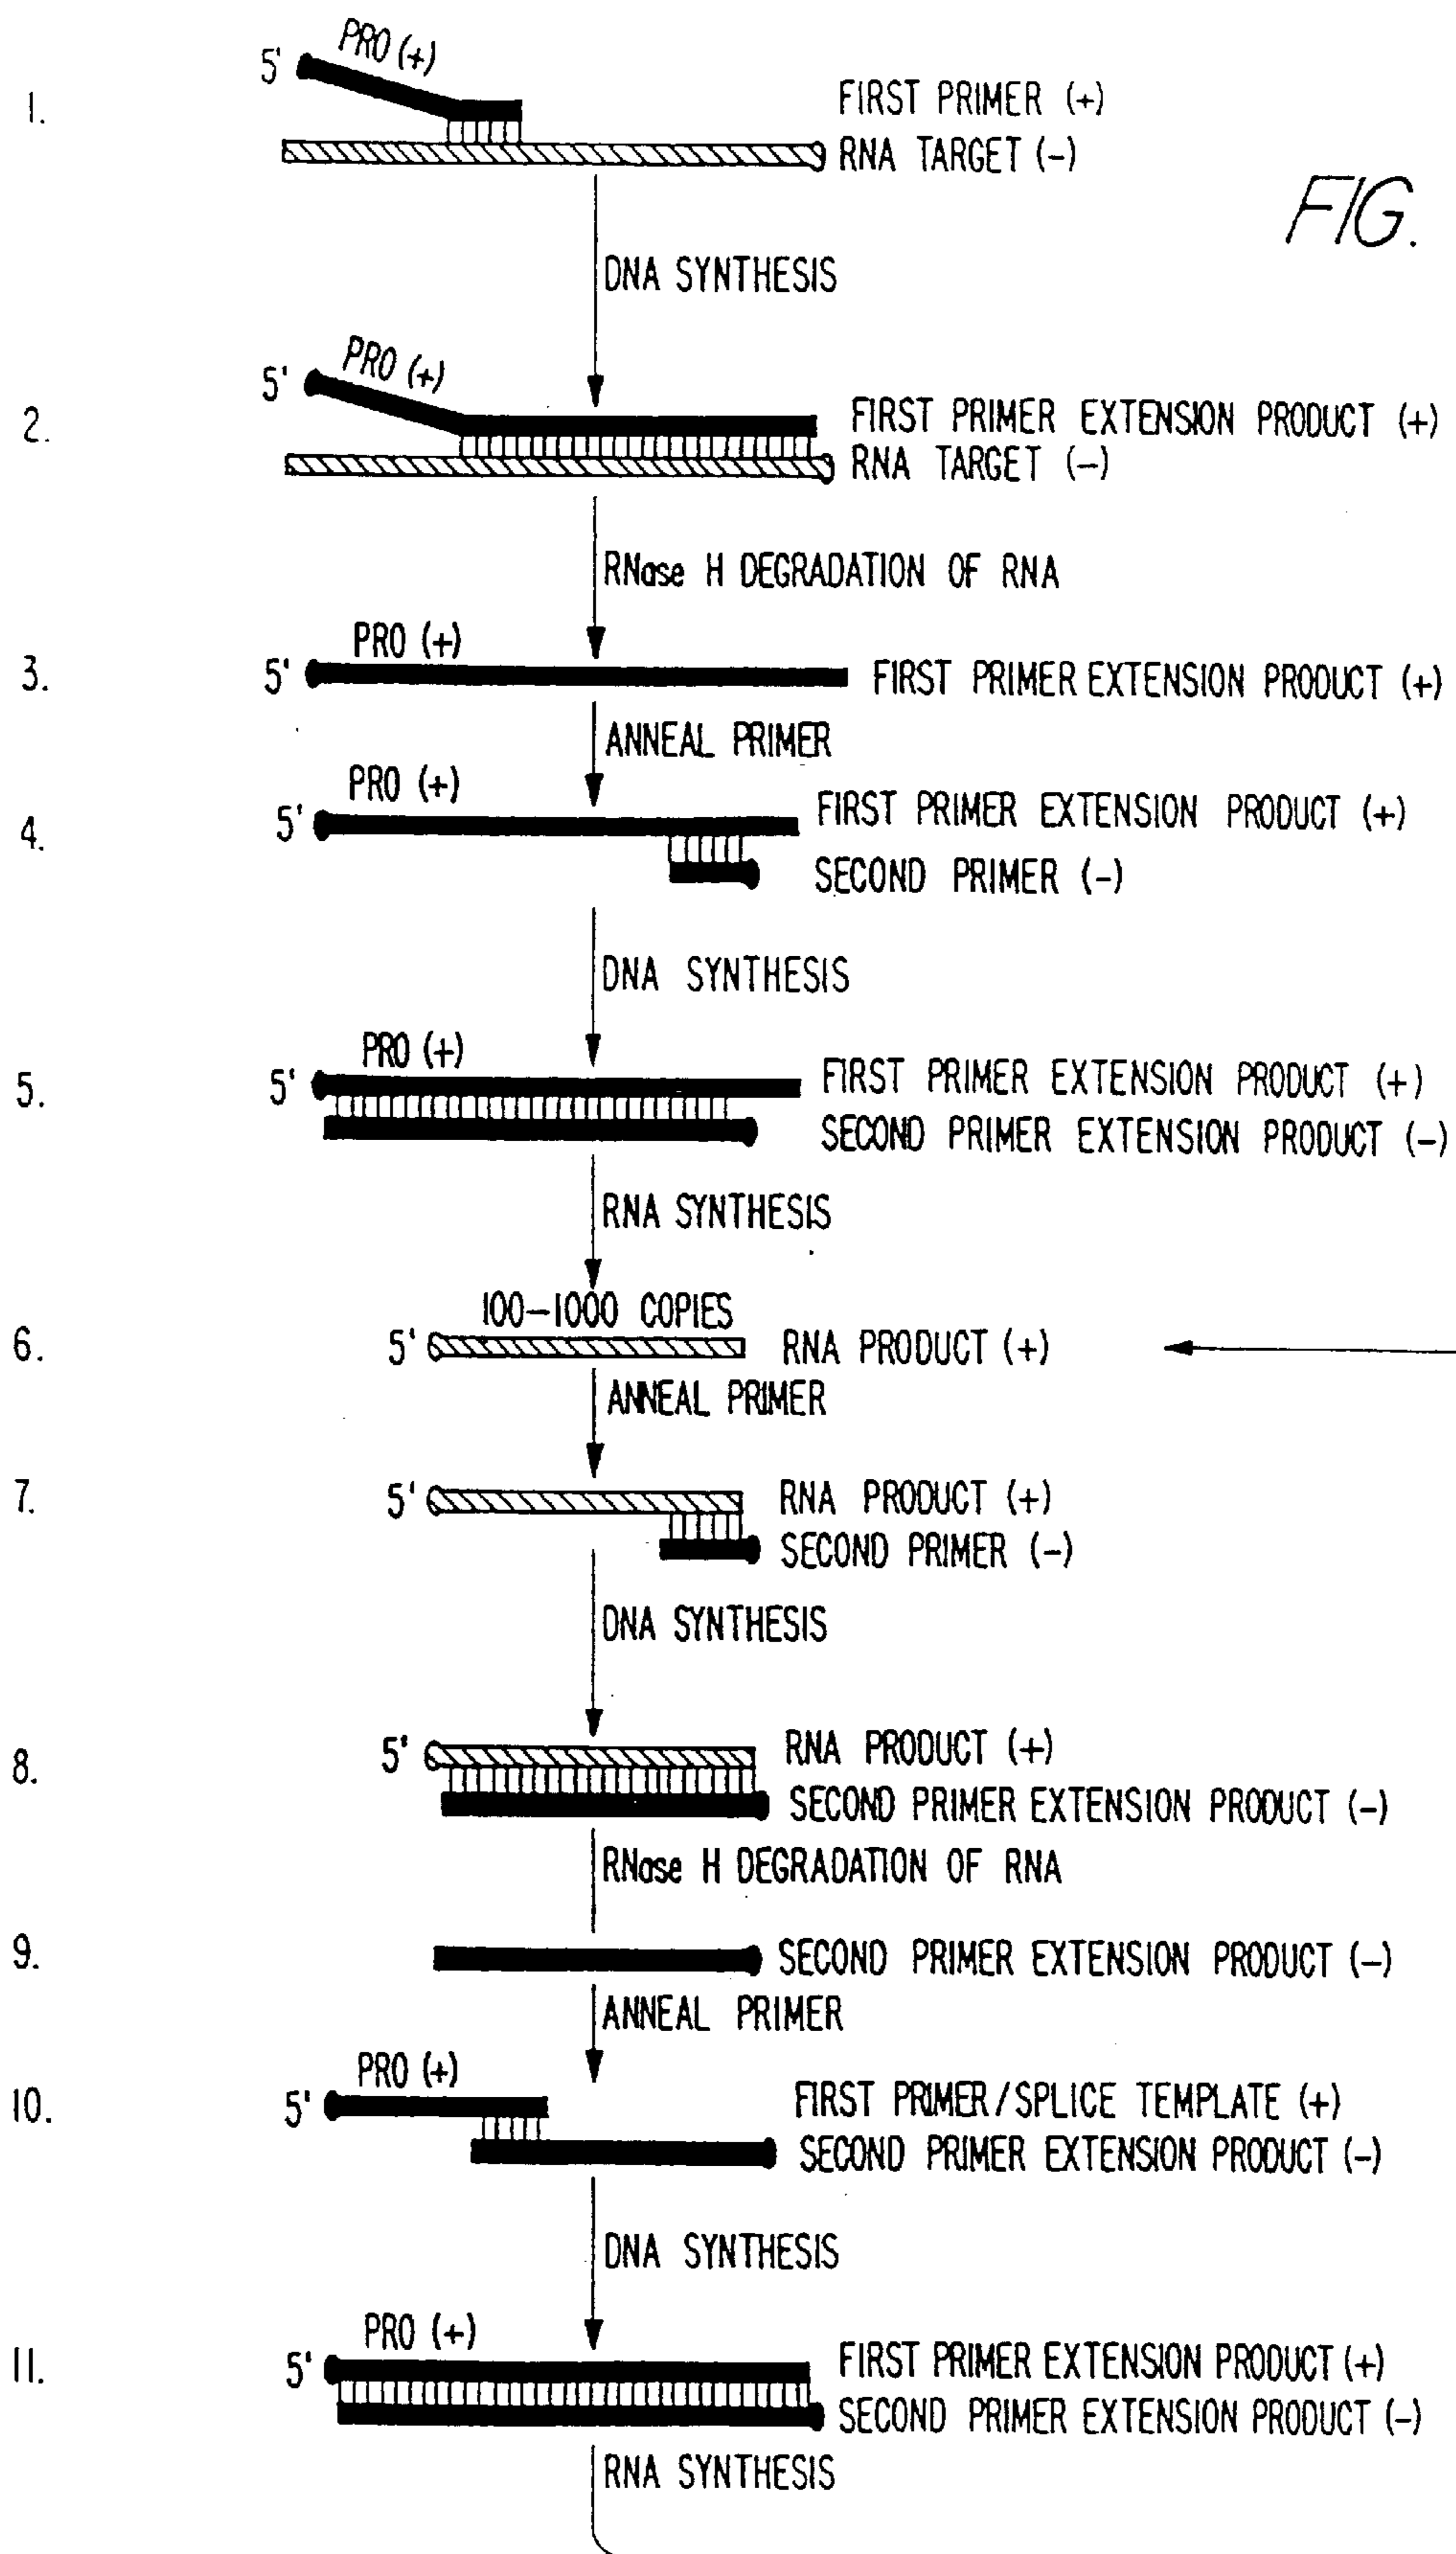 1.
5' PRO (+)
FIRST PRIMER (+)
RNA TARGET (-)
FIG.
DNA SYNTHESIS
2.
5' PRO (+)
FIRST PRIMER EXTENSION PRODUCT (+)
RNA TARGET (-)
RNase H DEGRADATION OF RNA
3.
PRO (+)
5' FIRST PRIMER EXTENSION PRODUCT (+)
ANNEAL PRIMER
4.
PRO (+)
5' FIRST PRIMER EXTENSION PRODUCT (+)
SECOND PRIMER (-)
DNA SYNTHESIS
5.
PRO (+)
5' FIRST PRIMER EXTENSION PRODUCT (+)
SECOND PRIMER EXTENSION PRODUCT (-)
RNA SYNTHESIS
6.
100-1000 COPIES
5' RNA PRODUCT (+)
ANNEAL PRIMER
7.
5' RNA PRODUCT (+)
SECOND PRIMER (-)
DNA SYNTHESIS
8.
5' RNA PRODUCT (+)
SECOND PRIMER EXTENSION PRODUCT (-)
RNase H DEGRADATION OF RNA
9.
SECOND PRIMER EXTENSION PRODUCT (-)
ANNEAL PRIMER
10.
PRO (+)
5' FIRST PRIMER/SPLICE TEMPLATE (+)
SECOND PRIMER EXTENSION PRODUCT (-)
DNA SYNTHESIS
11.
PRO (+)
5' FIRST PRIMER EXTENSION PRODUCT (+)
SECOND PRIMER EXTENSION PRODUCT (-)
RNA SYNTHESIS